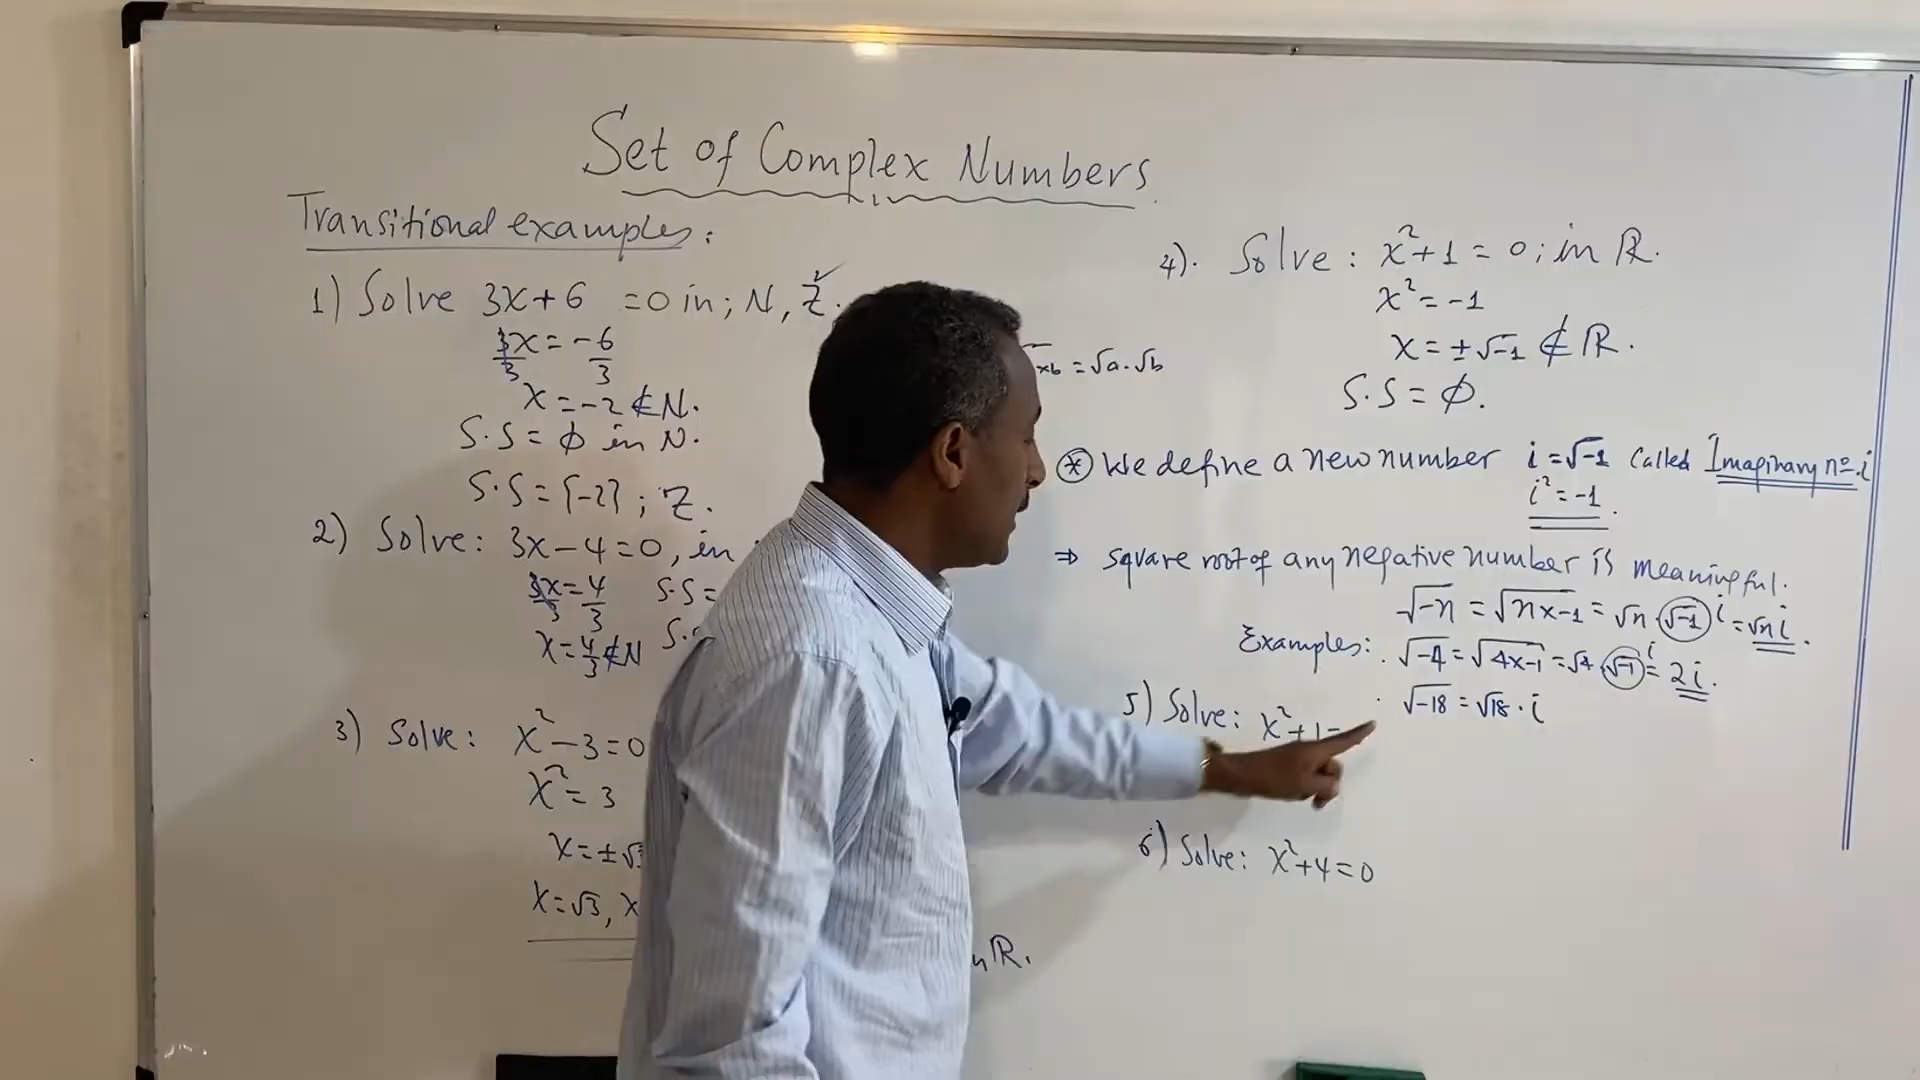 Set of Complex Numbers
Transitional examples:
1) Solve 3x+6 =0 in; N, Z.
3x = -6
3 3
x = -2 ∉ N.
S.S = ϕ in N.
S.S = {-2} ; Z.
2) Solve: 3x-4=0, in
3x = 4
3 3
S.S =
x = 4/3 ∉ N
3) Solve: x²-3=0
x² = 3
x = ±√3
x = √3, x
R.
xb = √a.√b
4). Solve: x²+1 = 0; in R.
x² = -1
x = ±√-1 ∉ R.
S.S = ϕ.
* We define a new number i = √-1 called Imaginary nº. i
i² = -1.
⇒ square root of any negative number is meaningful.
√-n = √nx-1 = √n.√-1 i = √n i.
Examples: . √-4 = √4x-1 = √4 √-1 i = 2i.
. √-18 = √18 . i
5) Solve: x²+1=
6) Solve: x²+4=0